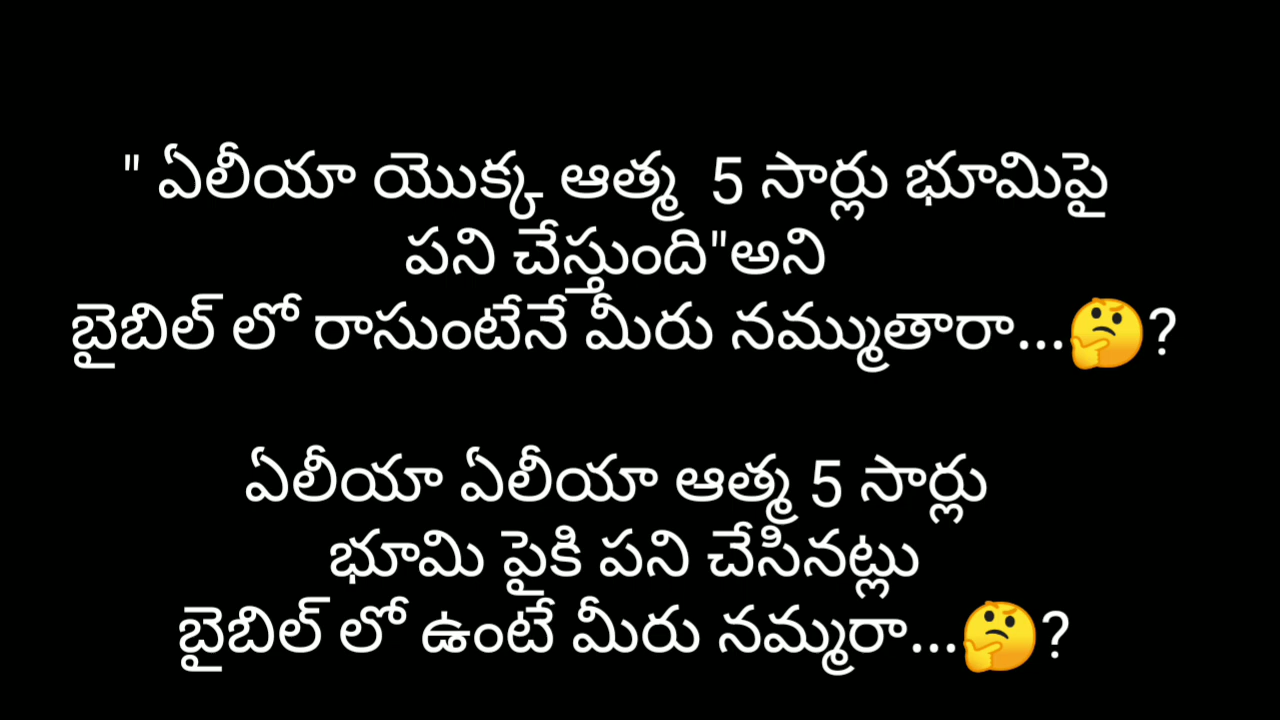 " ఏలీయా యొక్క ఆత్మ 5 సార్లు భూమిపై
పని చేస్తుంది"అని
బైబిల్ లో రాసుంటేనే మీరు నమ్ముతారా...🤔?
ఏలీయా ఏలీయా ఆత్మ 5 సార్లు
భూమి పైకి పని చేసినట్లు
బైబిల్ లో ఉంటే మీరు నమ్మరా...🤔?